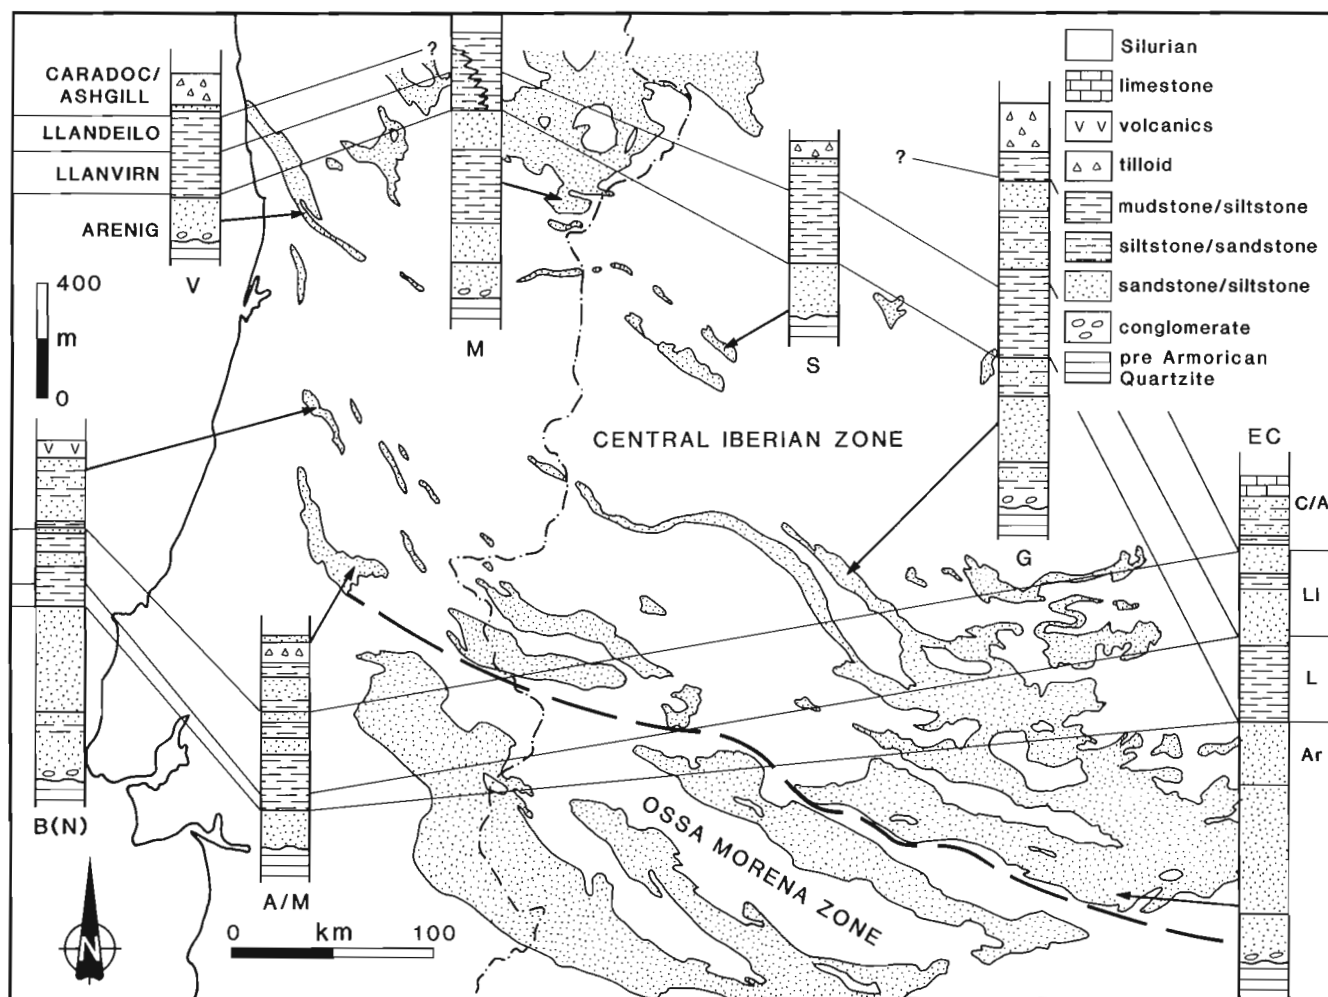 CARADOC/
ASHGILL
LLANDEILO
LLANVIRN
ARENIG
V
400
m
0
?
M
S
?
G
Silurian
limestone
V V
volcanics
tilloid
mudstone/siltstone
siltstone/sandstone
sandstone/siltstone
conglomerate
pre Armorican
Quartzite
CENTRAL IBERIAN ZONE
EC
C/A
Ll
L
Ar
V V
B(N)
A/M
OSSA MORENA ZONE
N
0 km 100